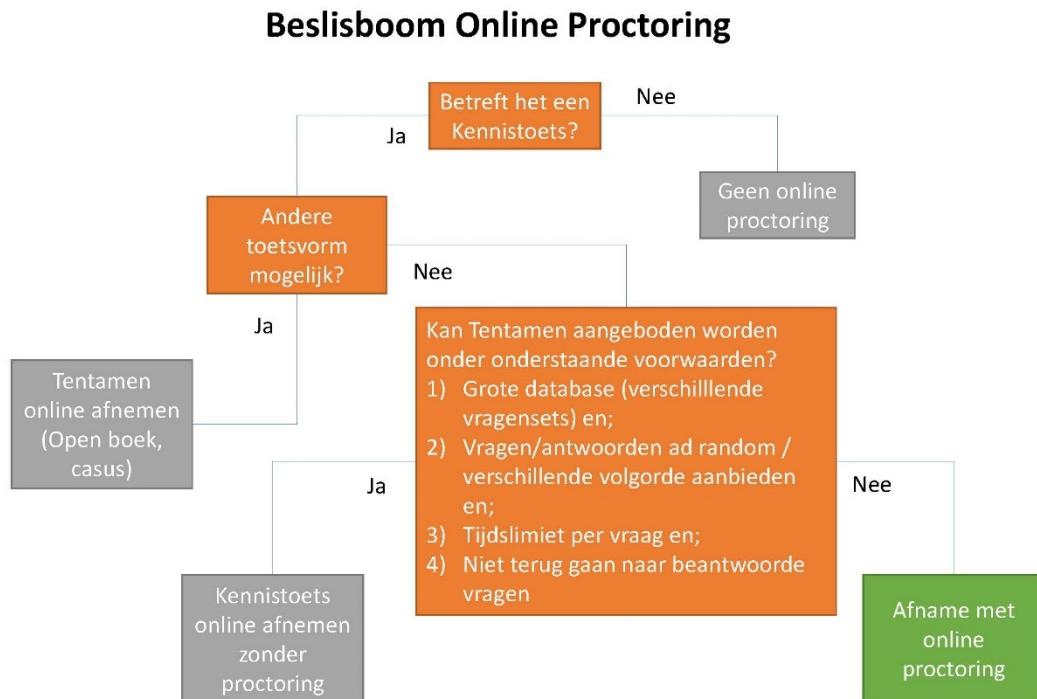 Beslisboom Online Proctoring
Betreft het een
Kennistoets?
Nee
Ja
Geen online
proctoring
Andere
toetsvorm
mogelijk?
Nee
Ja
Kan Tentamen aangeboden worden
onder onderstaande voorwaarden?
1) Grote database (verschilllende
vragensets) en;
2) Vragen/antwoorden ad random /
verschillende volgorde aanbieden
en;
3) Tijdslimiet per vraag en;
4) Niet terug gaan naar beantwoorde
vragen
Tentamen
online afnemen
(Open boek,
casus)
Ja
Nee
Kennistoets
online afnemen
zonder
proctoring
Afname met
online
proctoring